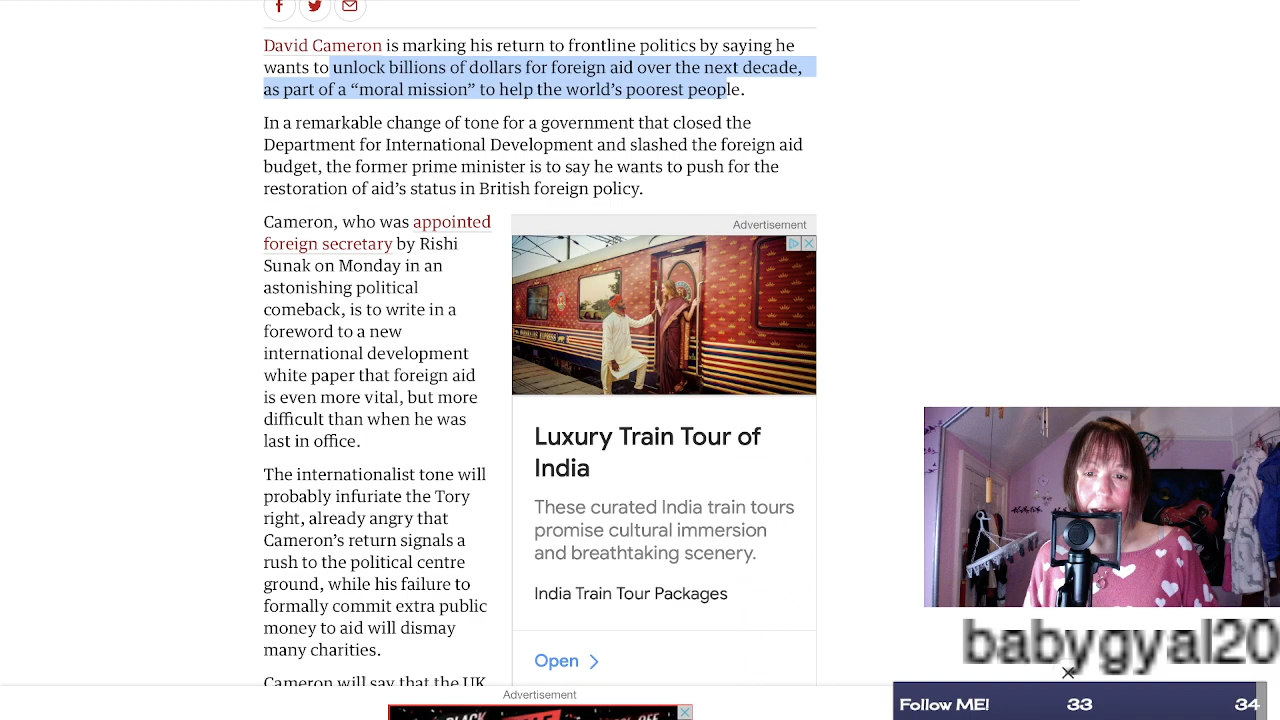 David Cameron is marking his return to frontline politics by saying he
wants to unlock billions of dollars for foreign aid over the next decade,
as part of a “moral mission” to help the world’s poorest people.
In a remarkable change of tone for a government that closed the
Department for International Development and slashed the foreign aid
budget, the former prime minister is to say he wants to push for the
restoration of aid’s status in British foreign policy.
Cameron, who was appointed
foreign secretary by Rishi
Sunak on Monday in an
astonishing political
comeback, is to write in a
foreword to a new
international development
white paper that foreign aid
is even more vital, but more
difficult than when he was
last in office.
The internationalist tone will
probably infuriate the Tory
right, already angry that
Cameron’s return signals a
rush to the political centre
ground, while his failure to
formally commit extra public
money to aid will dismay
many charities.
Cameron will say that the UK
Advertisement
Luxury Train Tour of
India
These curated India train tours
promise cultural immersion
and breathtaking scenery.
India Train Tour Packages
Open
babygyal20
Advertisement
Follow ME! 33 34